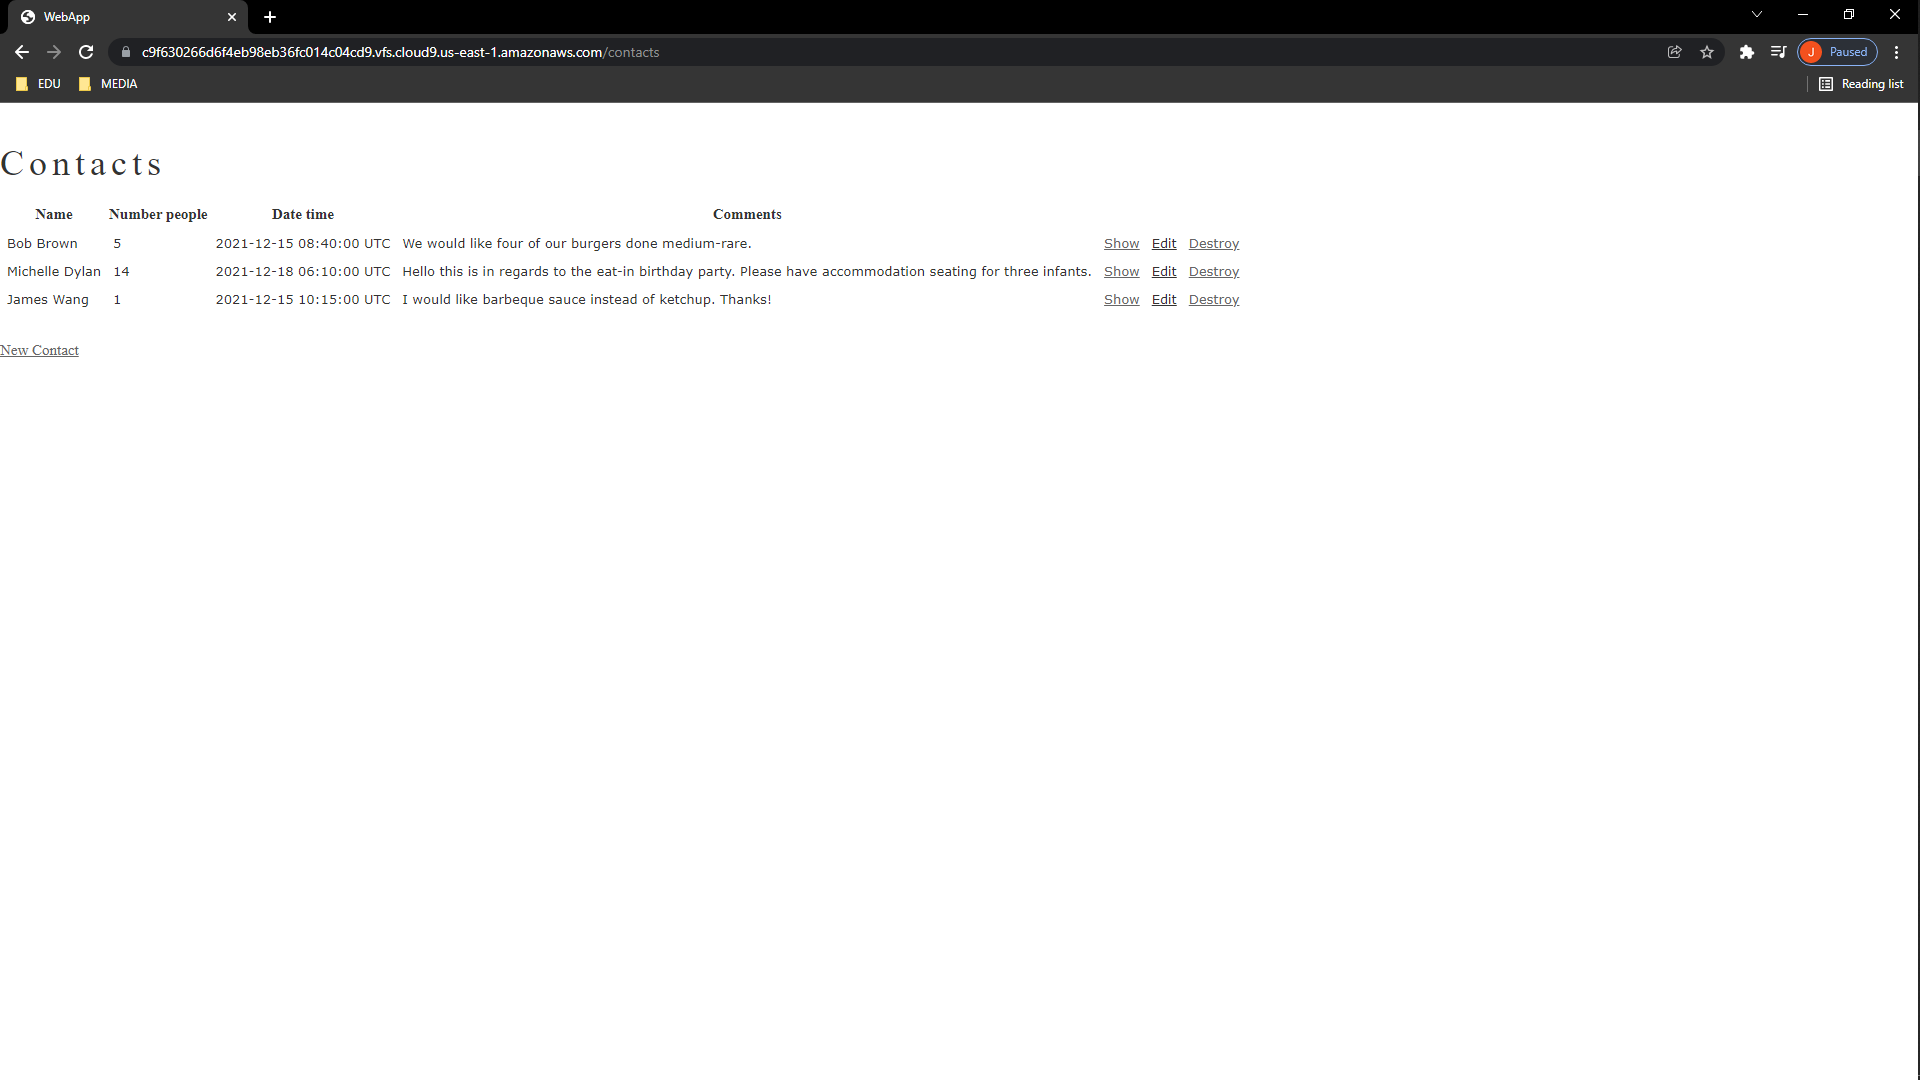 WebApp
c9f630266d6f4eb98eb36fc014c04cd9.vfs.cloud9.us-east-1.amazonaws.com/contacts
J Paused
EDU MEDIA Reading list
Contacts
Name Number people Date time Comments
Bob Brown 5 2021-12-15 08:40:00 UTC We would like four of our burgers done medium-rare. Show Edit Destroy
Michelle Dylan 14 2021-12-18 06:10:00 UTC Hello this is in regards to the eat-in birthday party. Please have accommodation seating for three infants. Show Edit Destroy
James Wang 1 2021-12-15 10:15:00 UTC I would like barbeque sauce instead of ketchup. Thanks! Show Edit Destroy
New Contact